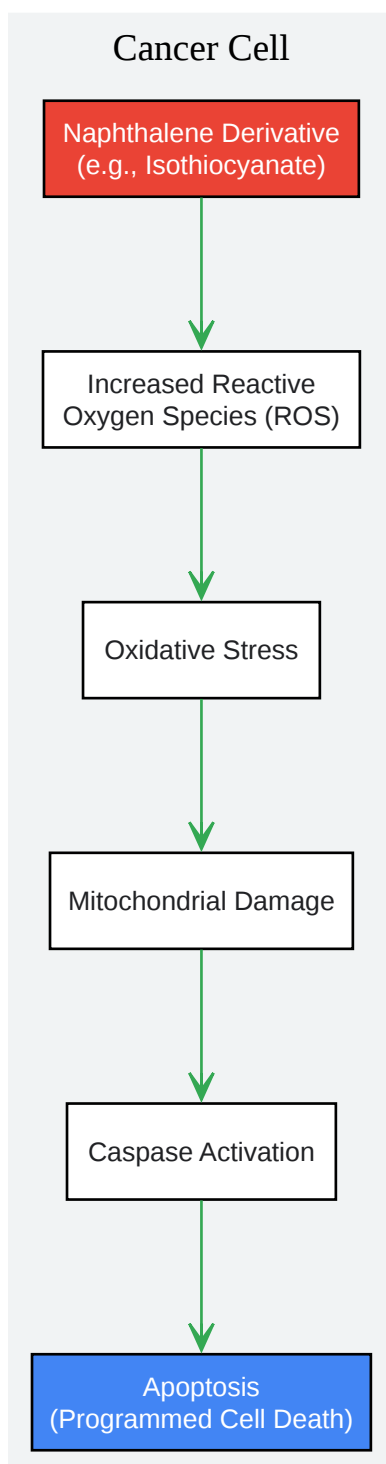 Cancer Cell
Naphthalene Derivative
(e.g., Isothiocyanate)
Increased Reactive
Oxygen Species (ROS)
Oxidative Stress
Mitochondrial Damage
Caspase Activation
Apoptosis
(Programmed Cell Death)